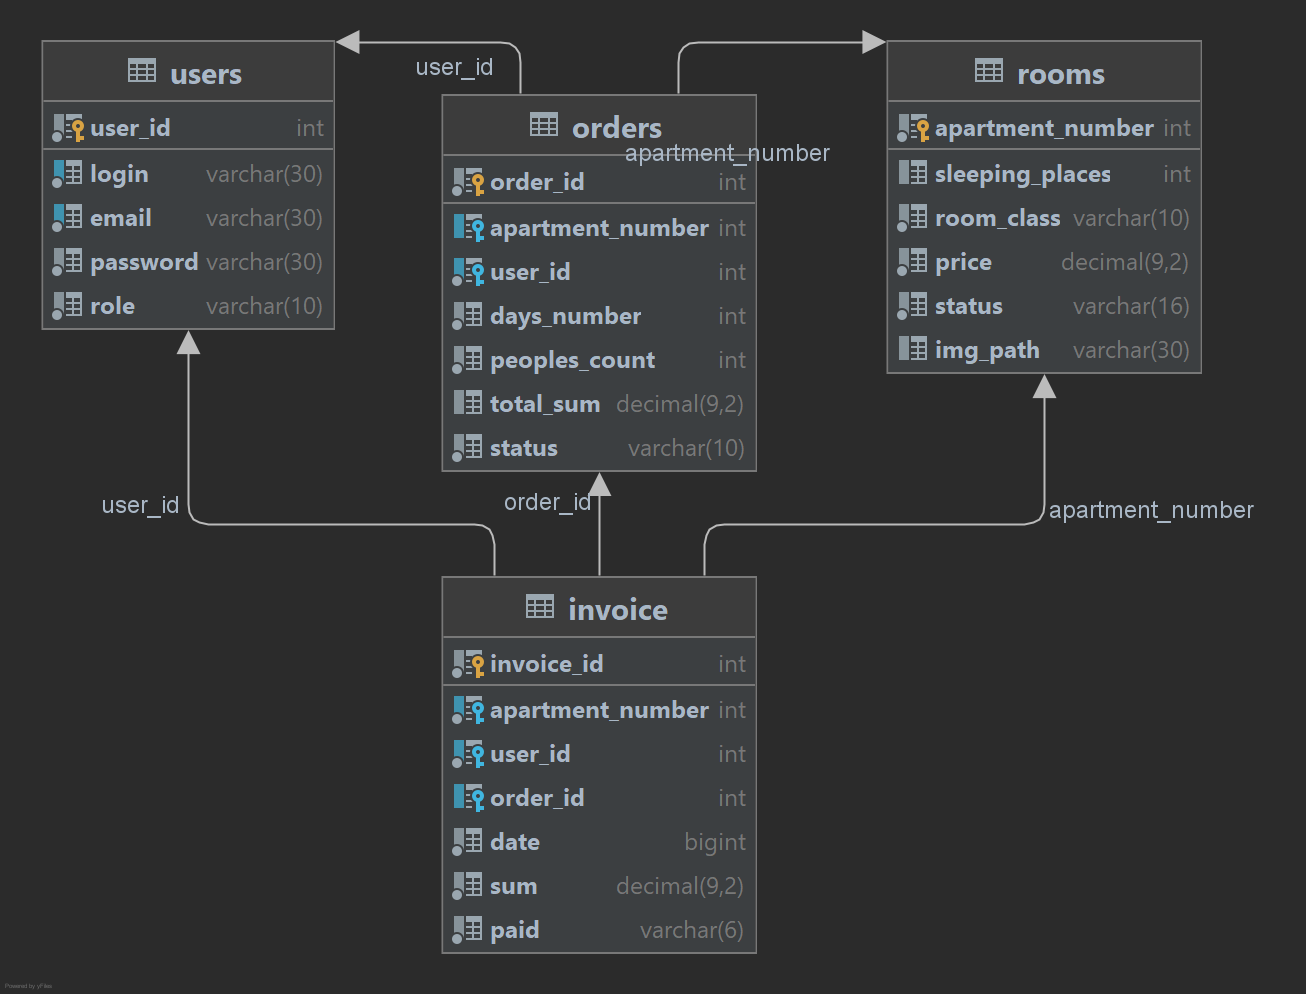 users
user_id int
login varchar(30)
email varchar(30)
password varchar(30)
role varchar(10)
user_id
orders
apartment_number
order_id int
apartment_number int
user_id int
days_number int
peoples_count int
total_sum decimal(9,2)
status varchar(10)
rooms
apartment_number int
sleeping_places int
room_class varchar(10)
price decimal(9,2)
status varchar(16)
img_path varchar(30)
user_id
order_id
apartment_number
invoice
invoice_id int
apartment_number int
user_id int
order_id int
date bigint
sum decimal(9,2)
paid varchar(6)
Powered by yFiles